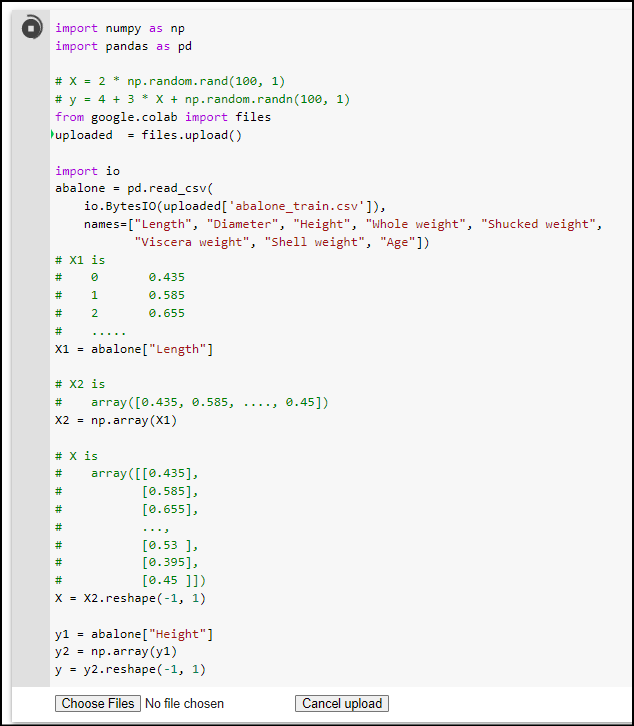 import numpy as np
import pandas as pd
# X = 2 * np.random.rand(100, 1)
# y = 4 + 3 * X + np.random.randn(100, 1)
from google.colab import files
uploaded  = files.upload()
import io
abalone = pd.read_csv(
    io.BytesIO(uploaded['abalone_train.csv']),
    names=["Length", "Diameter", "Height", "Whole weight", "Shucked weight",
           "Viscera weight", "Shell weight", "Age"])
# X1 is
#    0       0.435
#    1       0.585
#    2       0.655
#    .....
X1 = abalone["Length"]
# X2 is
#    array([0.435, 0.585, ...., 0.45])
X2 = np.array(X1)
# X is
#    array([[0.435],
#           [0.585],
#           [0.655],
#           ...,
#           [0.53 ],
#           [0.395],
#           [0.45 ]])
X = X2.reshape(-1, 1)
y1 = abalone["Height"]
y2 = np.array(y1)
y = y2.reshape(-1, 1)
Choose Files No file chosen Cancel upload